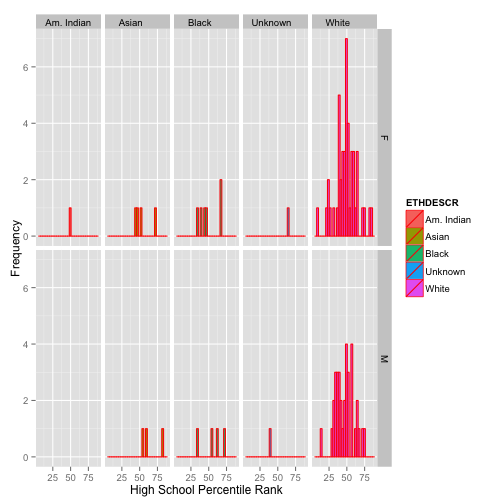 Am. Indian Asian Black Unknown White
6
4
2
0
F
6
4
2
0
M
Frequency
25 50 75 25 50 75 25 50 75 25 50 75 25 50 75
High School Percentile Rank
ETHDESCR
Am. Indian
Asian
Black
Unknown
White